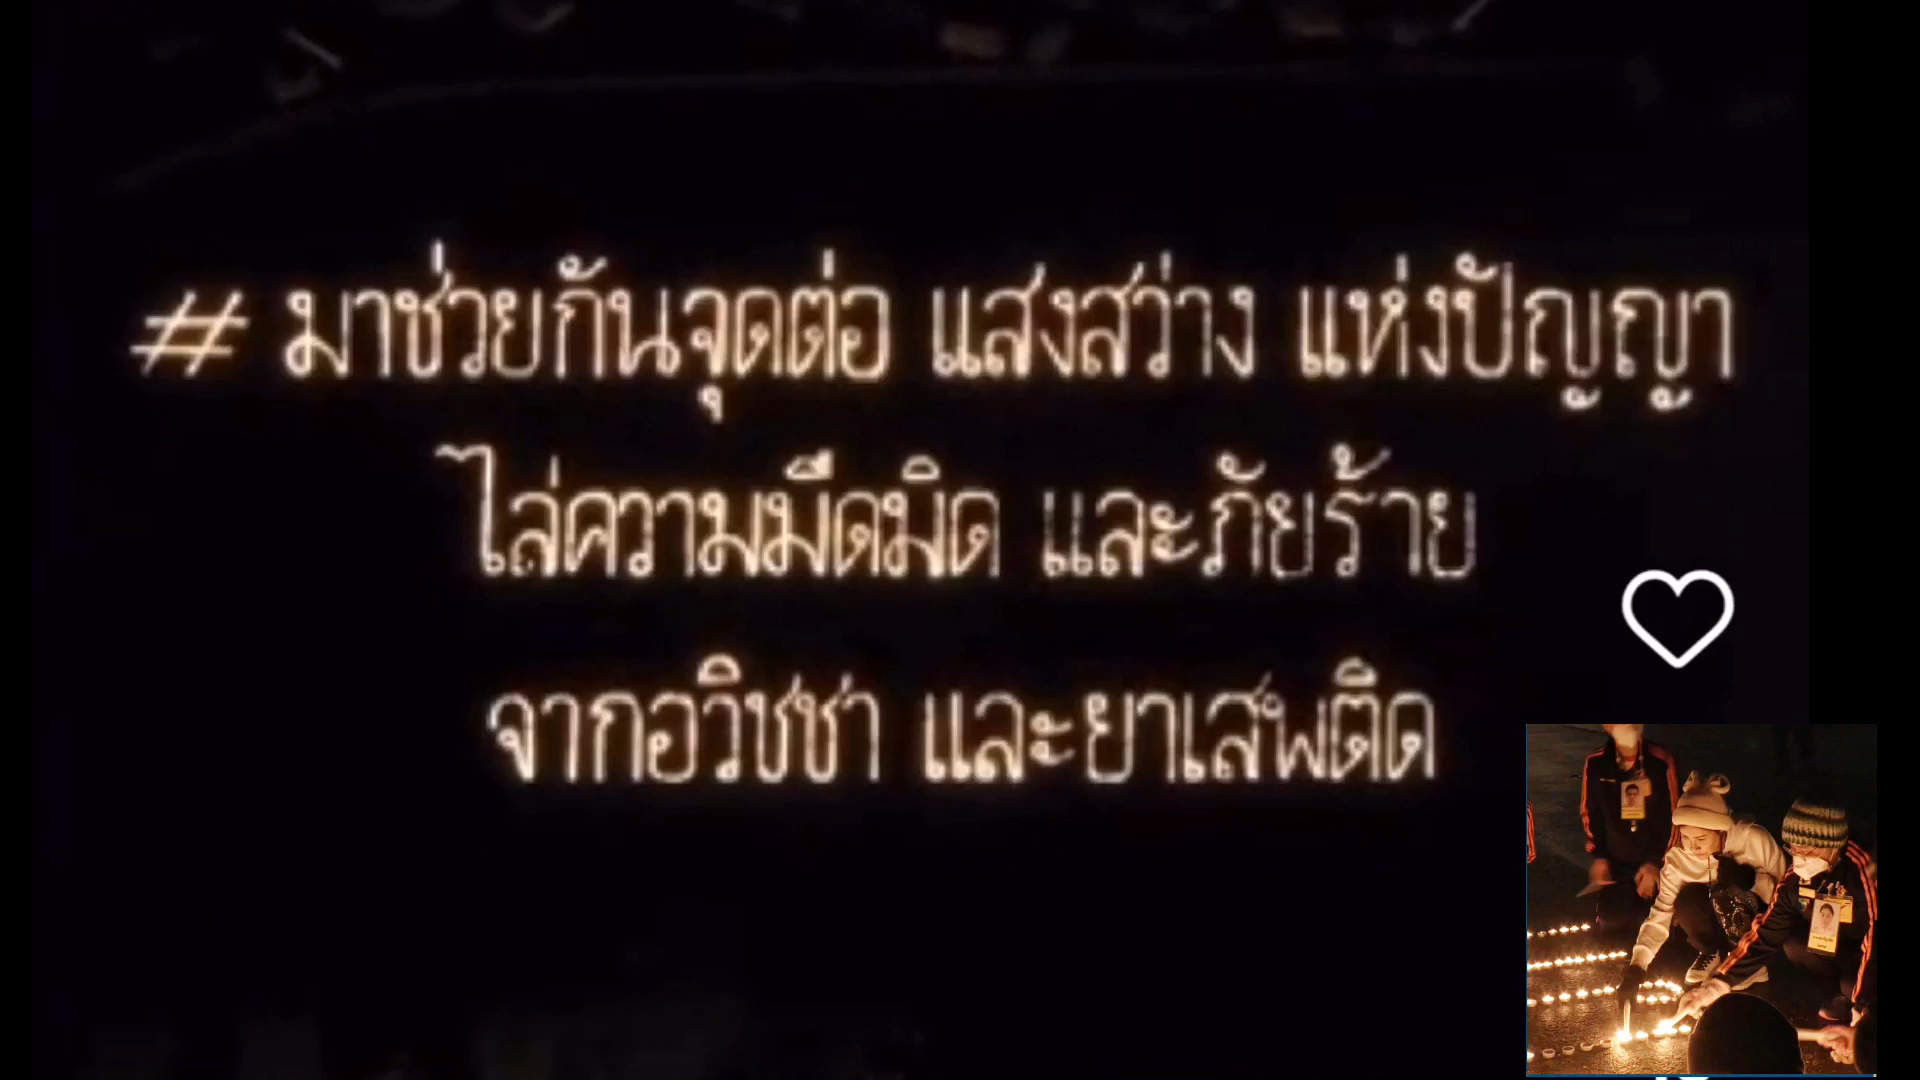 # มาช่วยกันจุดต่อ แสงสว่าง แห่งปัญญา
ไล่ความมืดมิด และภัยร้าย
จากอวิชชา และยาเสพติด